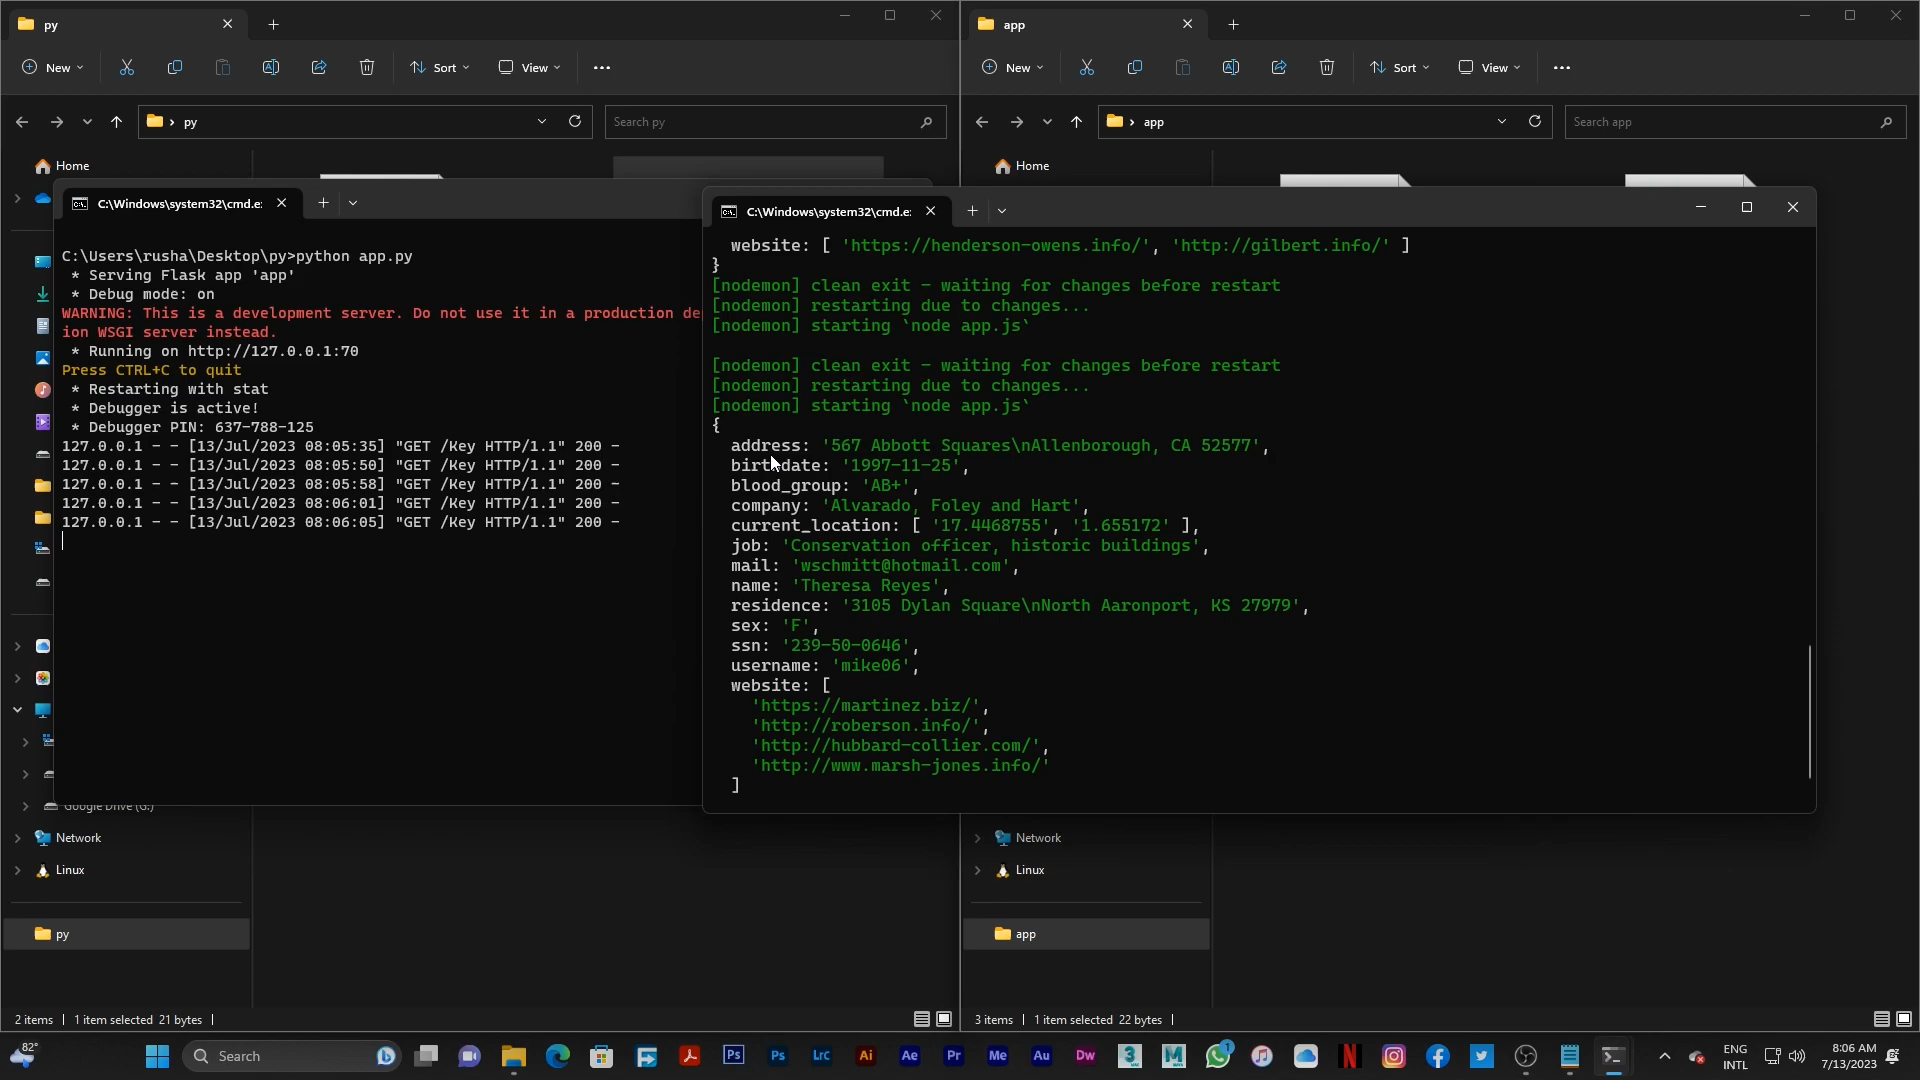 py
New
Sort
View
py
Search py
Home
C:\Windows\system32\cmd.e:
C:\Users\rusha\Desktop\py>python app.py
* Serving Flask app 'app'
* Debug mode: on
WARNING: This is a development server. Do not use it in a production de
ion WSGI server instead.
* Running on http://127.0.0.1:70
Press CTRL+C to quit
* Restarting with stat
* Debugger is active!
* Debugger PIN: 637-788-125
127.0.0.1 - - [13/Jul/2023 08:05:35] "GET /Key HTTP/1.1" 200 -
127.0.0.1 - - [13/Jul/2023 08:05:50] "GET /Key HTTP/1.1" 200 -
127.0.0.1 - - [13/Jul/2023 08:05:58] "GET /Key HTTP/1.1" 200 -
127.0.0.1 - - [13/Jul/2023 08:06:01] "GET /Key HTTP/1.1" 200 -
127.0.0.1 - - [13/Jul/2023 08:06:05] "GET /Key HTTP/1.1" 200 -
Google Drive (G:)
Network
Linux
py
2 items | 1 item selected 21 bytes |
app
New
Sort
View
app
Search app
Home
C:\Windows\system32\cmd.e:
website: [ 'https://henderson-owens.info/', 'http://gilbert.info/' ]
}
[nodemon] clean exit - waiting for changes before restart
[nodemon] restarting due to changes...
[nodemon] starting `node app.js`
[nodemon] clean exit - waiting for changes before restart
[nodemon] restarting due to changes...
[nodemon] starting `node app.js`
{
address: '567 Abbott Squares\nAllenborough, CA 52577',
birthdate: '1997-11-25',
blood_group: 'AB+',
company: 'Alvarado, Foley and Hart',
current_location: [ '17.4468755', '1.655172' ],
job: 'Conservation officer, historic buildings',
mail: 'wschmitt@hotmail.com',
name: 'Theresa Reyes',
residence: '3105 Dylan Square\nNorth Aaronport, KS 27979',
sex: 'F',
ssn: '239-50-0646',
username: 'mike06',
website: [
'https://martinez.biz/',
'http://roberson.info/',
'http://hubbard-collier.com/',
'http://www.marsh-jones.info/'
]
Network
Linux
app
3 items | 1 item selected 22 bytes |
82°
Search
Ps
Ps
Lrc
Ai
Ae
Pr
Me
Au
Dw
3
M
1
ENG
INTL
8:06 AM
7/13/2023